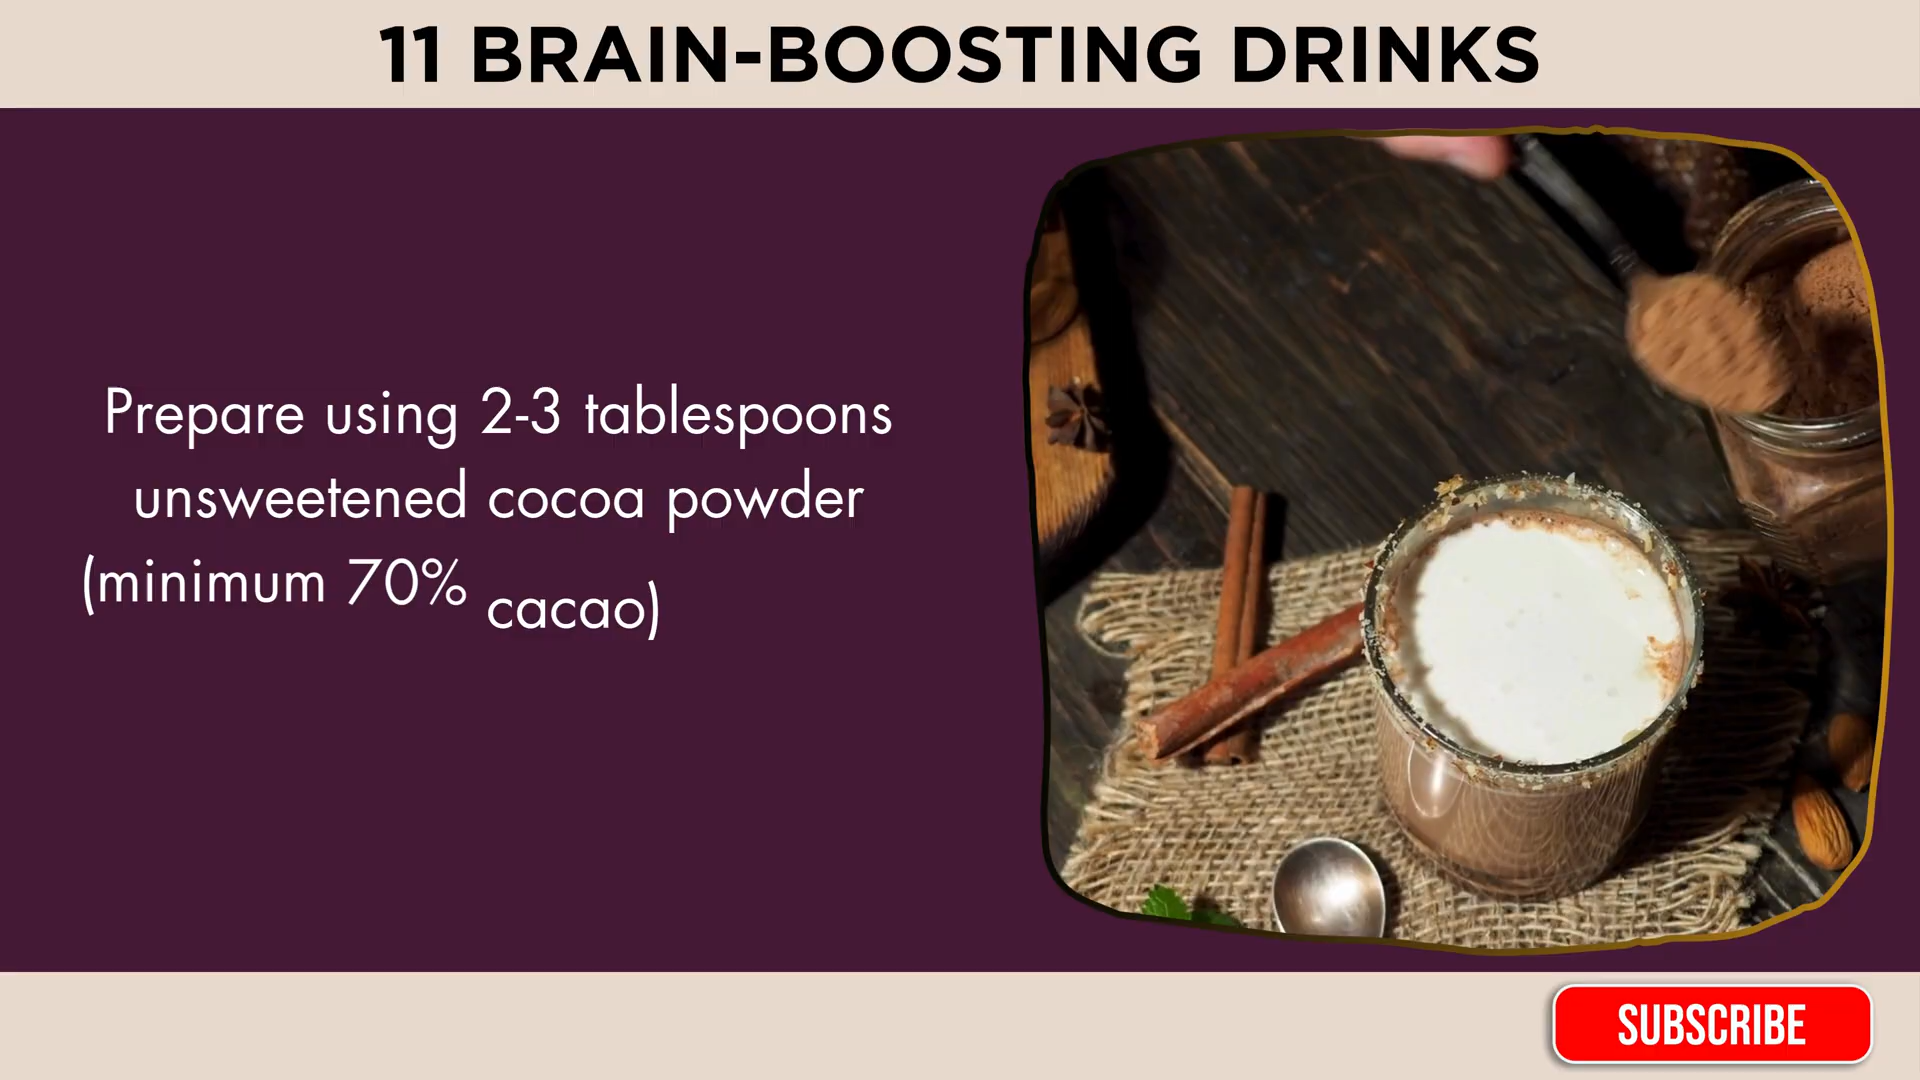 11 BRAIN-BOOSTING DRINKS
Prepare using 2-3 tablespoons
unsweetened cocoa powder
(minimum 70% cacao)
SUBSCRIBE